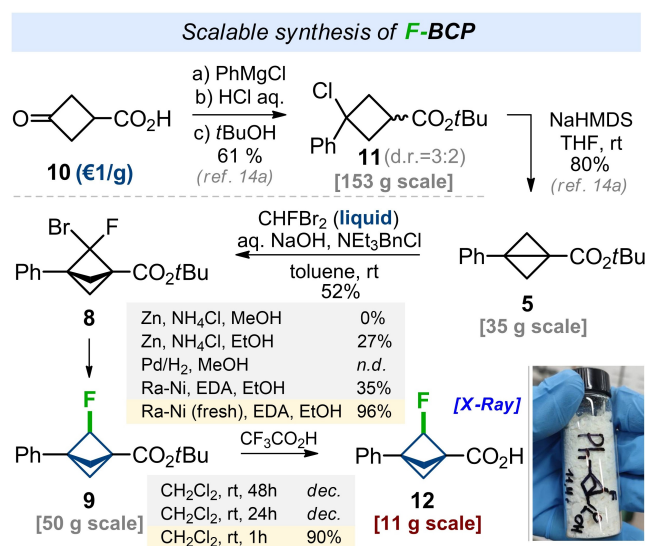 Scalable synthesis of F-BCP
a) PhMgCl
b) HCl aq.
c) tBuOH
61 %
(ref. 14a)
O
CO₂H
10 (€1/g)
Cl
Ph
CO₂tBu
11 (d.r.=3:2)
[153 g scale]
NaHMDS
THF, rt
80%
(ref. 14a)
Br
F
Ph
CO₂tBu
8
CHFBr₂ (liquid)
aq. NaOH, NEt₃BnCl
toluene, rt
52%
Ph
CO₂tBu
5
[35 g scale]
Zn, NH₄Cl, MeOH 0%
Zn, NH₄Cl, EtOH 27%
Pd/H₂, MeOH n.d.
Ra-Ni, EDA, EtOH 35%
Ra-Ni (fresh), EDA, EtOH 96%
F
Ph
CO₂tBu
9
[50 g scale]
CF₃CO₂H
F
[X-Ray]
Ph
CO₂H
12
[11 g scale]
CH₂Cl₂, rt, 48h dec.
CH₂Cl₂, rt, 24h dec.
CH₂Cl₂, rt, 1h 90%
Ph
F